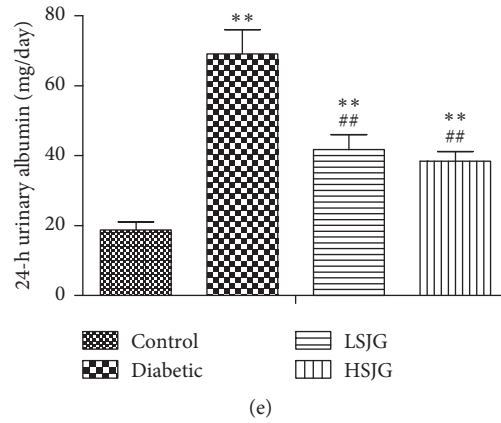 80
60
40
20
0
24-h urinary albumin (mg/day)
**
**
##
**
##
Control
LSJG
Diabetic
HSJG
(e)